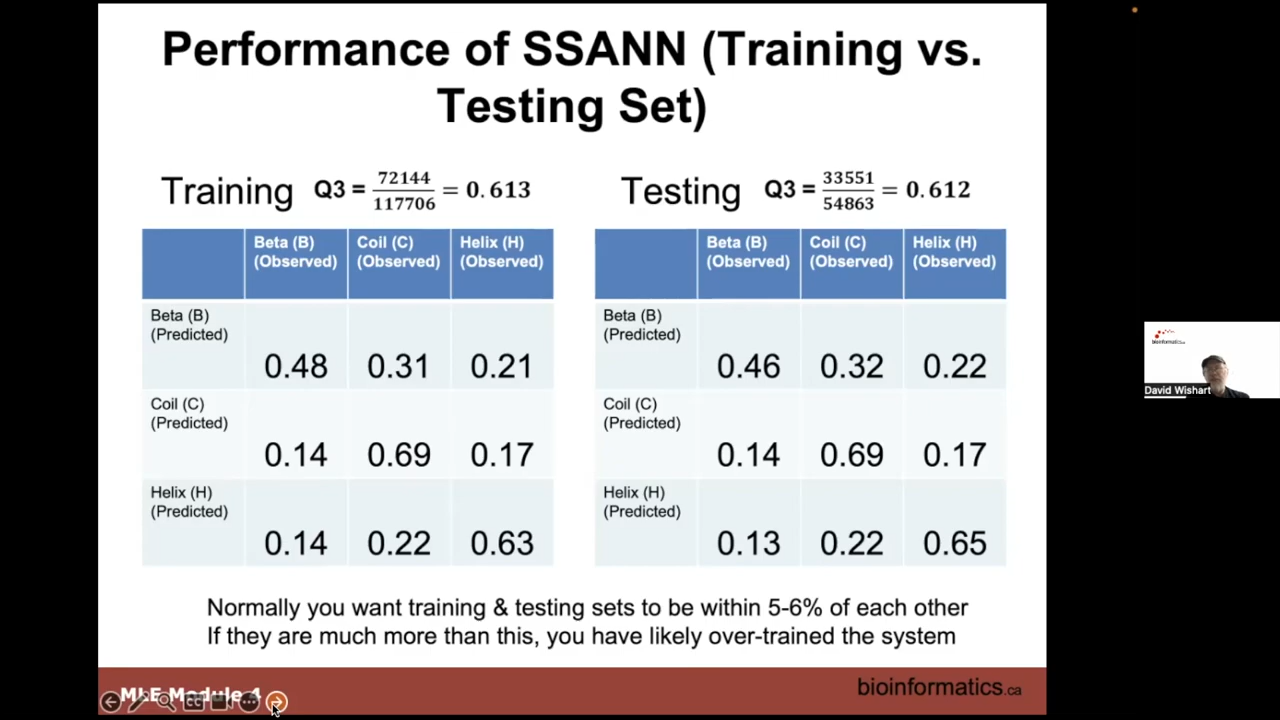 Performance of SSANN (Training vs.
Testing Set)
Training Q3 = 72144/117706 = 0.613
Testing Q3 = 33551/54863 = 0.612
Beta (B) Coil (C) Helix (H)
(Observed) (Observed) (Observed)
Beta (B)
(Predicted)
0.48 0.31 0.21
Coil (C)
(Predicted)
0.14 0.69 0.17
Helix (H)
(Predicted)
0.14 0.22 0.63
Beta (B) Coil (C) Helix (H)
(Observed) (Observed) (Observed)
Beta (B)
(Predicted)
0.46 0.32 0.22
Coil (C)
(Predicted)
0.14 0.69 0.17
Helix (H)
(Predicted)
0.13 0.22 0.65
Normally you want training & testing sets to be within 5-6% of each other
If they are much more than this, you have likely over-trained the system
MLE Module 4
bioinformatics.ca
David Wishart